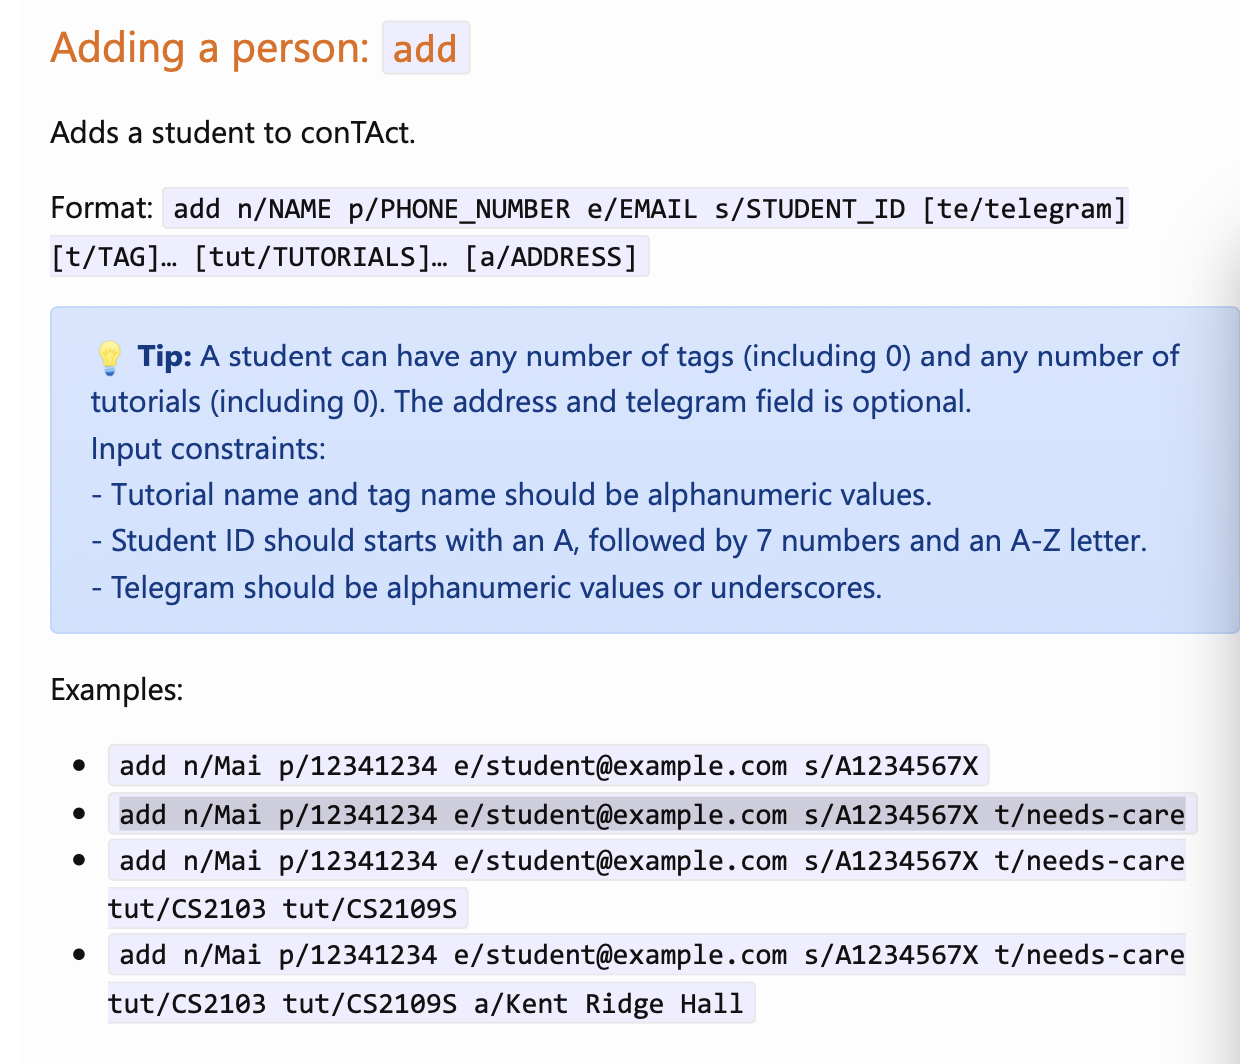 Adding a person: add
Adds a student to conTAct.
Format: add n/NAME p/PHONE_NUMBER e/EMAIL s/STUDENT_ID [te/telegram]
[t/TAG]… [tut/TUTORIALS]… [a/ADDRESS]
💡 Tip: A student can have any number of tags (including 0) and any number of
tutorials (including 0). The address and telegram field is optional.
Input constraints:
- Tutorial name and tag name should be alphanumeric values.
- Student ID should starts with an A, followed by 7 numbers and an A-Z letter.
- Telegram should be alphanumeric values or underscores.
Examples:
• add n/Mai p/12341234 e/student@example.com s/A1234567X
• add n/Mai p/12341234 e/student@example.com s/A1234567X t/needs-care
• add n/Mai p/12341234 e/student@example.com s/A1234567X t/needs-care
tut/CS2103 tut/CS2109S
• add n/Mai p/12341234 e/student@example.com s/A1234567X t/needs-care
tut/CS2103 tut/CS2109S a/Kent Ridge Hall